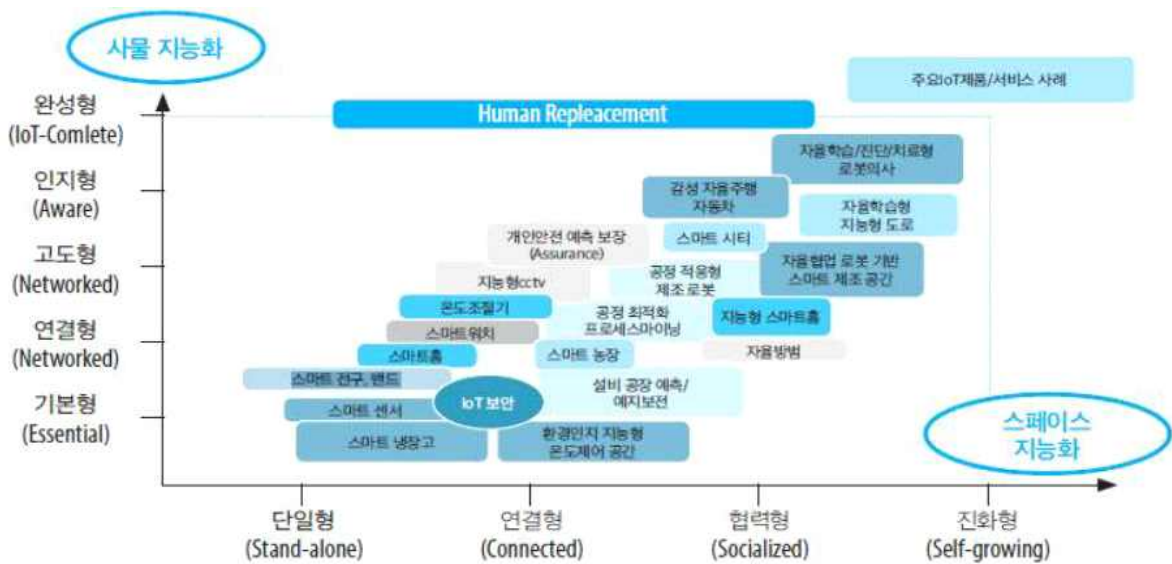 사물 지능화
주요IoT제품/서비스 사례
완성형
(IoT-Comlete)
Human Repleacement
자율학습/진단/치료형
로봇의사
인지형
(Aware)
감성 자율주행
자동차
자율학습형
지능형 도로
개인안전 예측 보장
(Assurance)
스마트 시티
고도형
(Networked)
지능형cctv
공정 적응형
제조 로봇
자율협업 로봇 기반
스마트 제조 공간
온도조절기
공정 최적화
프로세스마이닝
지능형 스마트홈
연결형
(Networked)
스마트워치
스마트홈
스마트 농장
자율방범
스마트 전구, 밴드
IoT 보안
설비 공장 예측/
예지보전
기본형
(Essential)
스마트 센서
스마트 냉장고
환경인지 지능형
온도제어 공간
스페이스
지능화
단일형
(Stand-alone)
연결형
(Connected)
협력형
(Socialized)
진화형
(Self-growing)